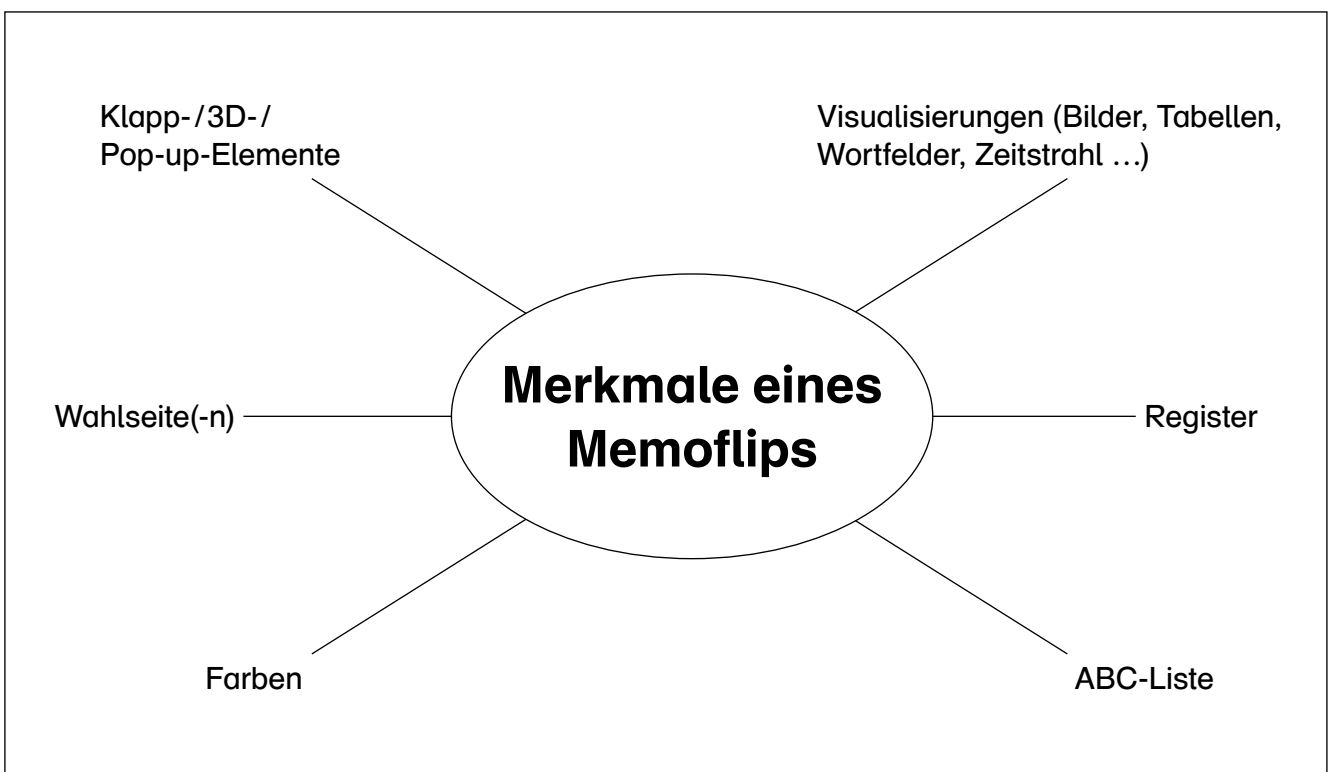 Klapp-/3D-/
Pop-up-Elemente
Visualisierungen (Bilder, Tabellen,
Wortfelder, Zeitstrahl …)
Merkmale eines
Memoflips
Wahlseite(-n)
Register
Farben
ABC-Liste